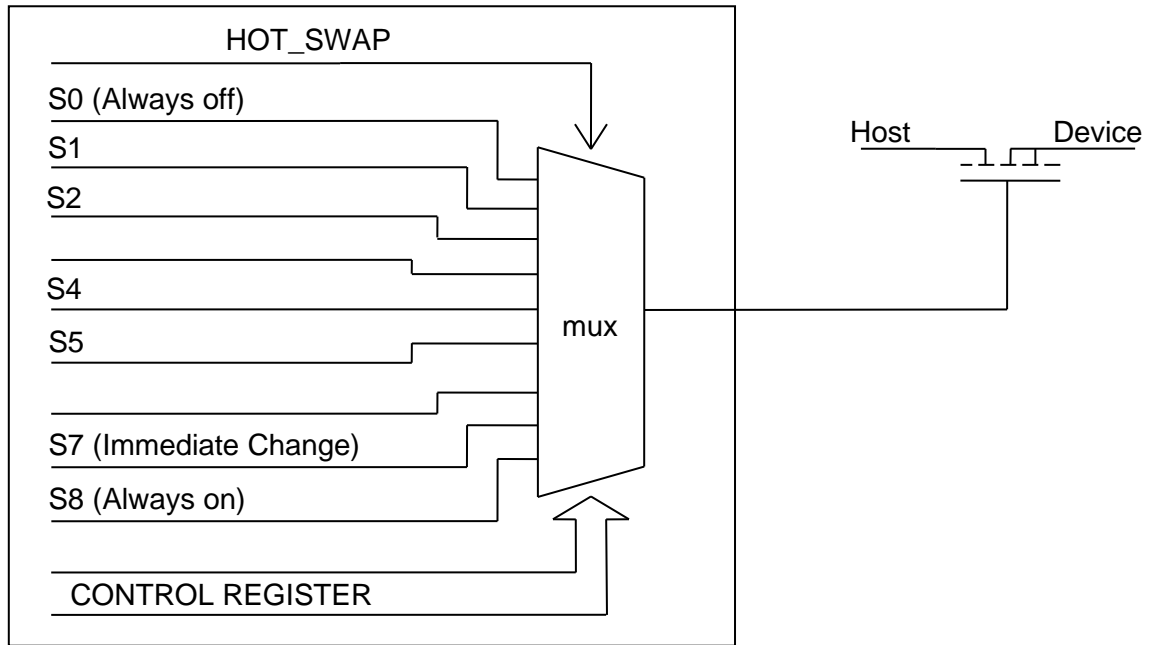 HOT_SWAP
S0 (Always off)
S1
S2
S4
S5
S7 (Immediate Change)
S8 (Always on)
CONTROL REGISTER
mux
Host
Device